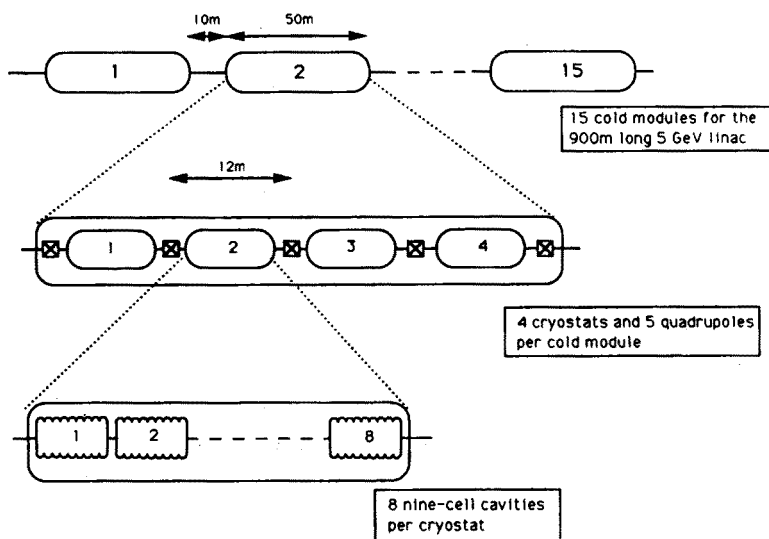 10m 50m
1 2 15
15 cold modules for the
900m long 5 GeV linac
12m
1 2 3 4
4 cryostats and 5 quadrupoles
per cold module
1 2 8
8 nine-cell cavities
per cryostat